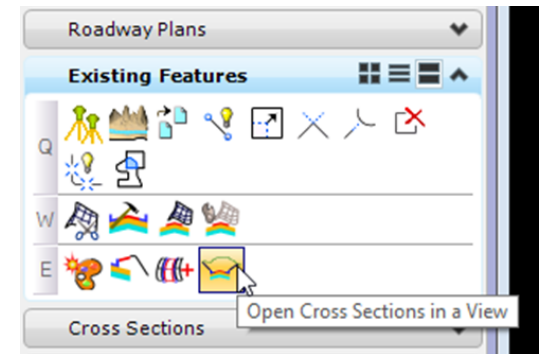 Roadway Plans
Existing Features
Q
W
E
Open Cross Sections in a View
Cross Sections